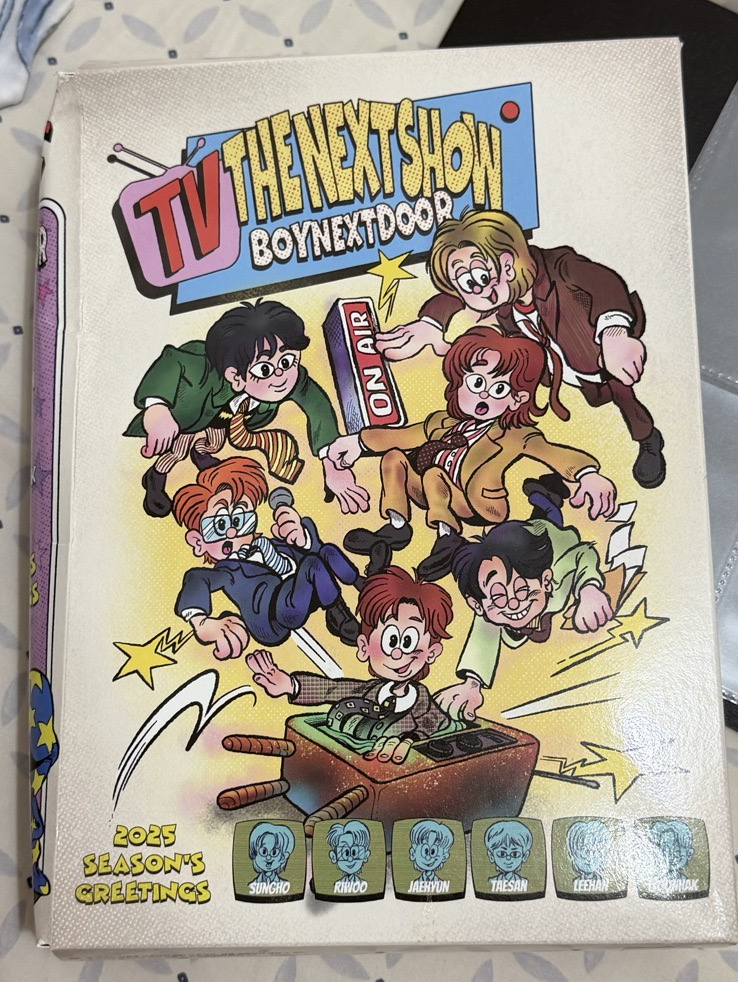 TV THE NEXT SHOW
BOYNEXTDOOR
ON AIR
2025
SEASON'S
GREETINGS
SUNGHO
RIWOO
JAEHYUN
TAESAN
LEEHAN